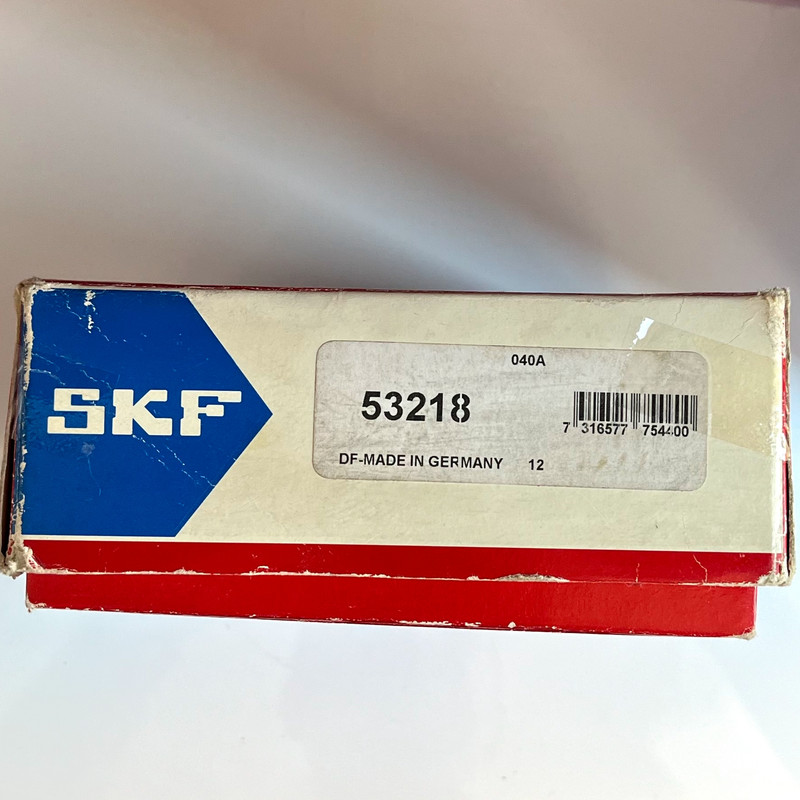 SKF
040A
53218
7 316577 754400
DF-MADE IN GERMANY 12